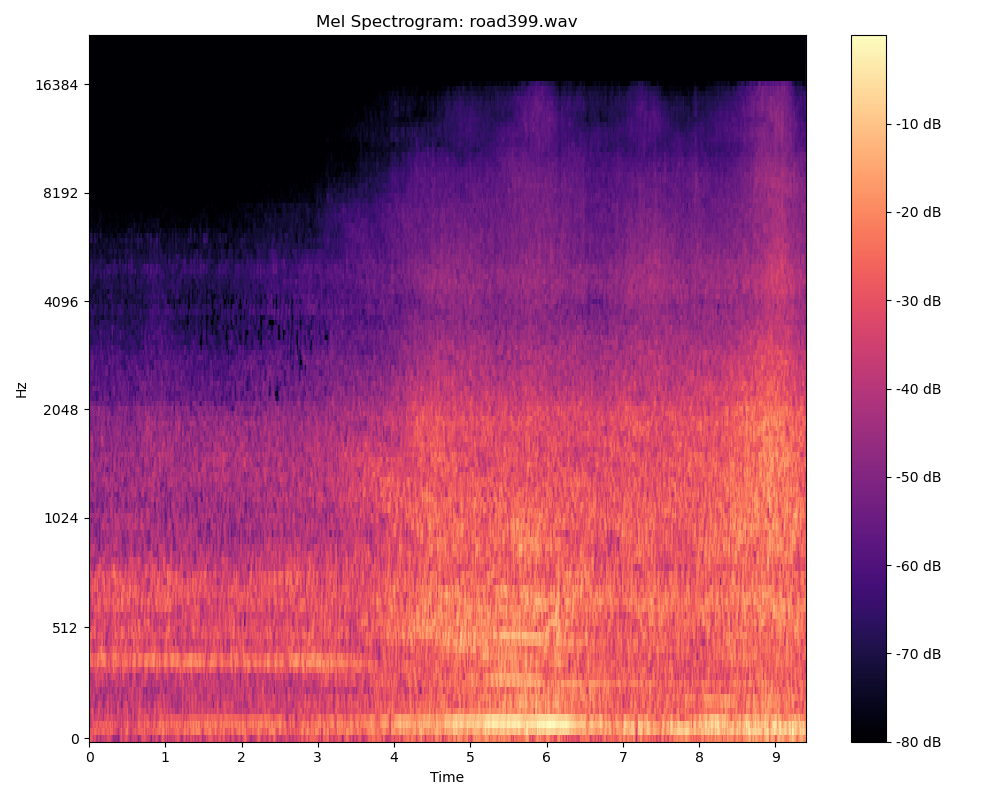 Mel Spectrogram: road399.wav
16384
8192
4096
2048
1024
512
0
Hz
0 1 2 3 4 5 6 7 8 9
Time
-10 dB
-20 dB
-30 dB
-40 dB
-50 dB
-60 dB
-70 dB
-80 dB